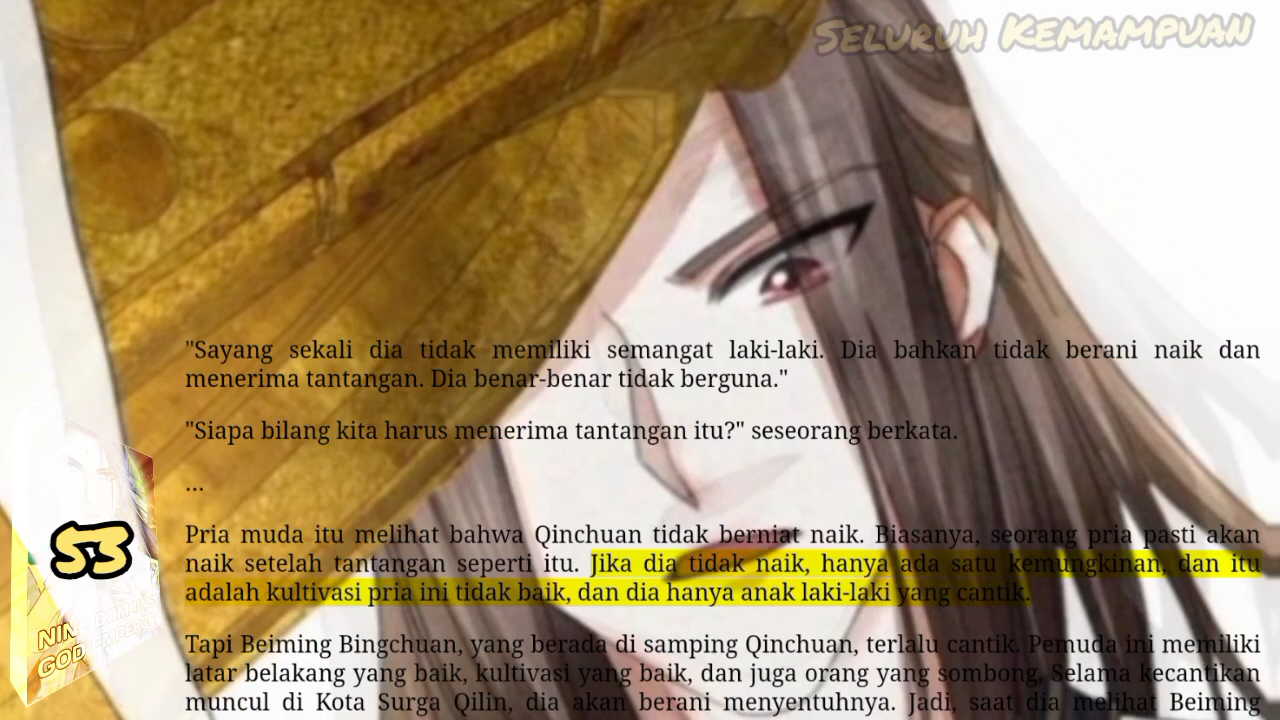 Seluruh Kemampuan
"Sayang sekali dia tidak memiliki semangat laki-laki. Dia bahkan tidak berani naik dan
menerima tantangan. Dia benar-benar tidak berguna."
"Siapa bilang kita harus menerima tantangan itu?" seseorang berkata.
...
Pria muda itu melihat bahwa Qinchuan tidak berniat naik. Biasanya, seorang pria pasti akan
naik setelah tantangan seperti itu. Jika dia tidak naik, hanya ada satu kemungkinan, dan itu
adalah kultivasi pria ini tidak baik, dan dia hanya anak laki-laki yang cantik.
Tapi Beiming Bingchuan, yang berada di samping Qinchuan, terlalu cantik. Pemuda ini memiliki
latar belakang yang baik, kultivasi yang baik, dan juga orang yang sombong. Selama kecantikan
muncul di Kota Surga Qilin, dia akan berani menyentuhnya. Jadi, saat dia melihat Beiming
53
NINE DOMINS
GOD EMPEROR